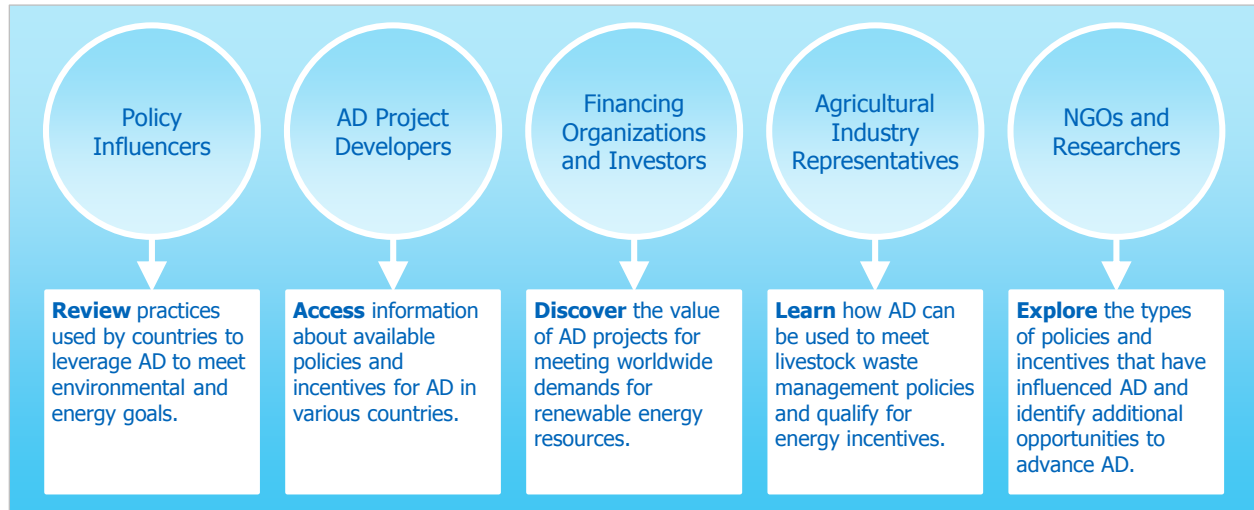 Policy
Influencers
AD Project
Developers
Financing
Organizations
and Investors
Agricultural
Industry
Representatives
NGOs and
Researchers
Review practices
used by countries to
leverage AD to meet
environmental and
energy goals.
Access information
about available
policies and
incentives for AD in
various countries.
Discover the value
of AD projects for
meeting worldwide
demands for
renewable energy
resources.
Learn how AD can
be used to meet
livestock waste
management policies
and qualify for
energy incentives.
Explore the types
of policies and
incentives that have
influenced AD and
identify additional
opportunities to
advance AD.